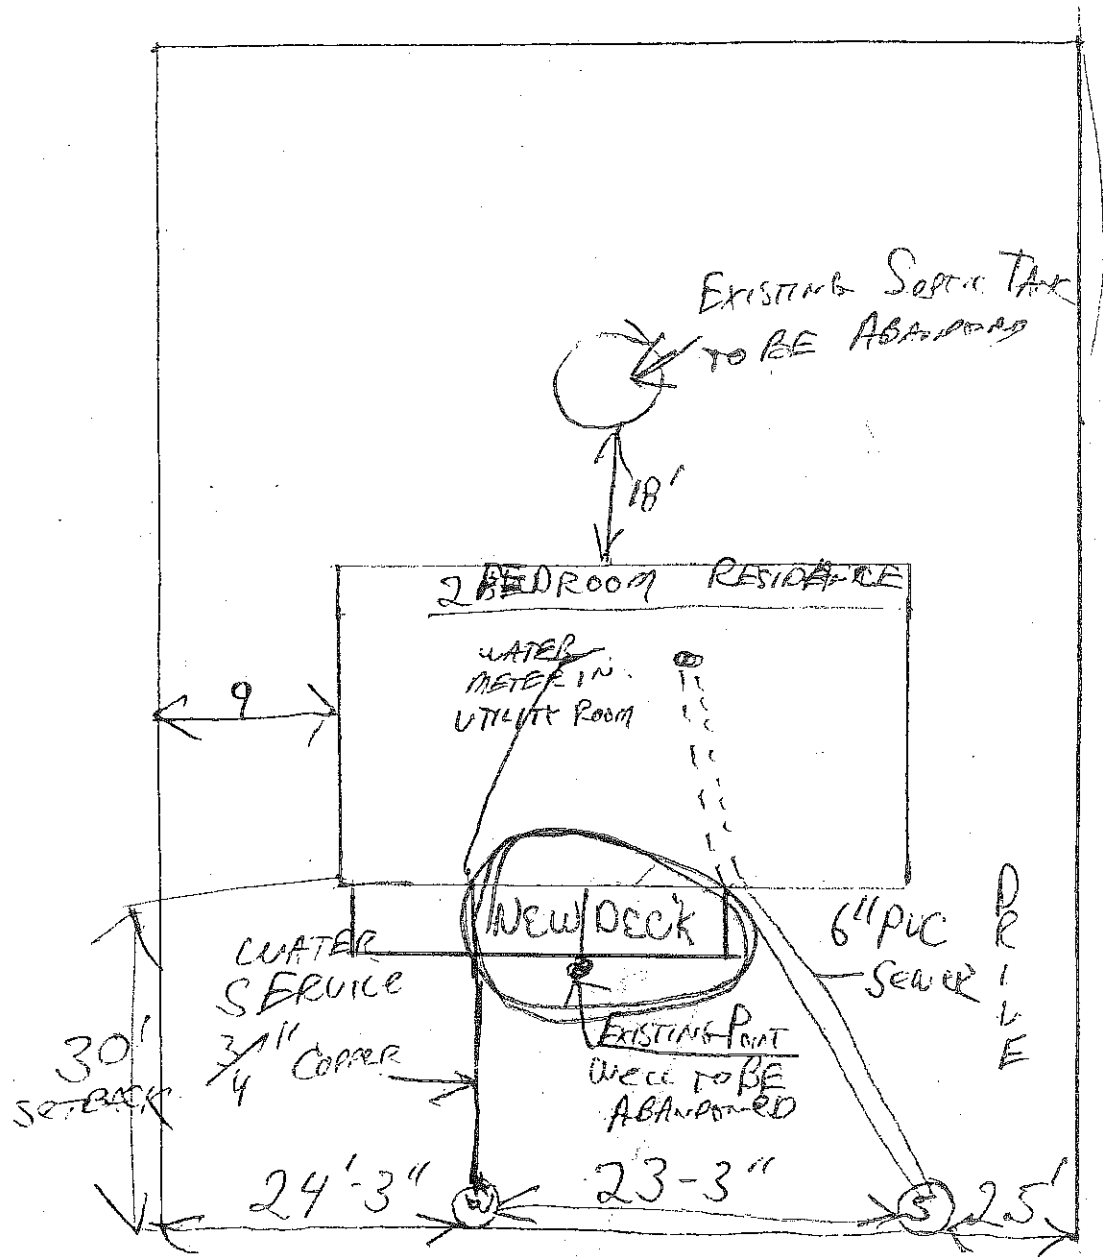 EXISTING SEPTIC TANK
TO BE ABANDOND
18'
2 BEDROOM RESIDENCE
WATER
METER IN
UTILITY ROOM
9
NEW DECK
WATER
SERVICE
3/4" COPPER
6" PVC
SEWER
DRIVE
30'
SETBACK
EXISTING POINT
WELL TO BE
ABANDONED
24'-3"
W
23-3"
S
25'